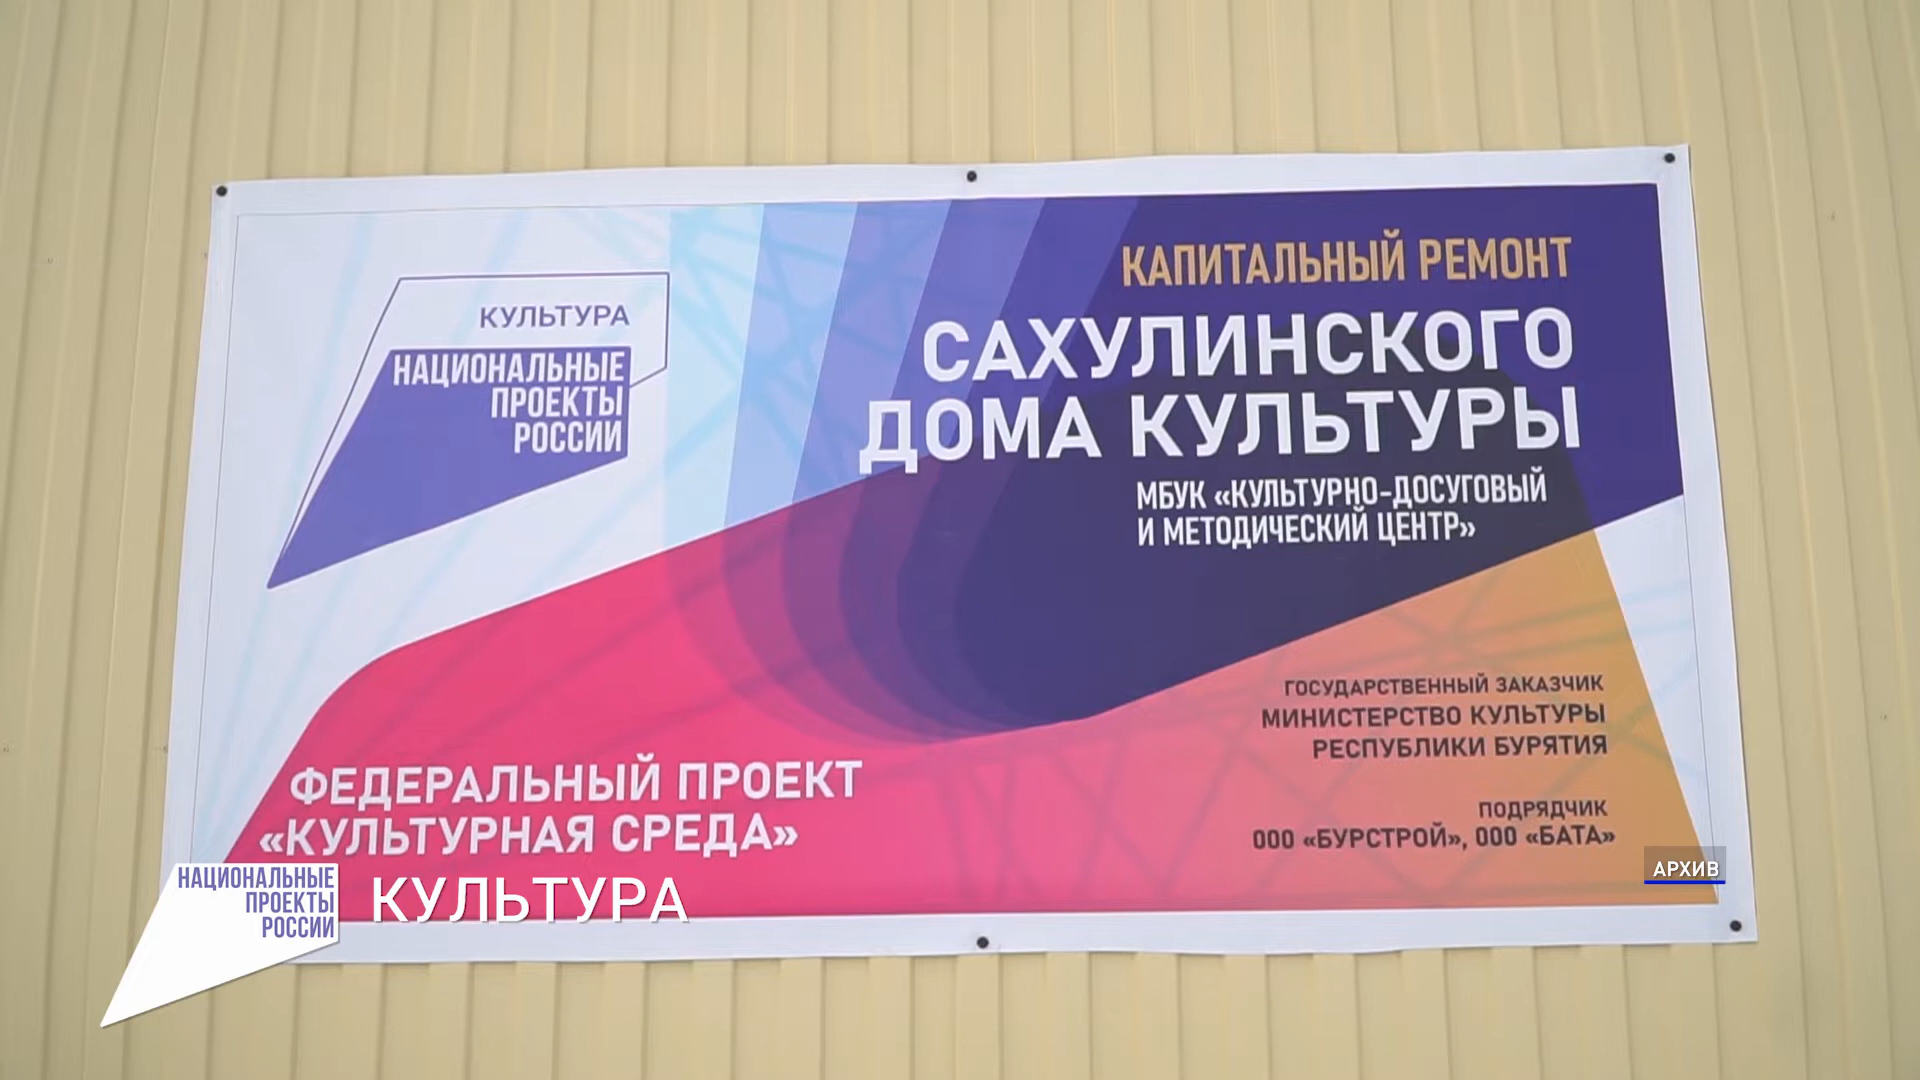 КУЛЬТУРА
НАЦИОНАЛЬНЫЕ
ПРОЕКТЫ
РОССИИ
КАПИТАЛЬНЫЙ РЕМОНТ
САХУЛИНСКОГО
ДОМА КУЛЬТУРЫ
МБУК «КУЛЬТУРНО-ДОСУГОВЫЙ
И МЕТОДИЧЕСКИЙ ЦЕНТР»
ГОСУДАРСТВЕННЫЙ ЗАКАЗЧИК
МИНИСТЕРСТВО КУЛЬТУРЫ
РЕСПУБЛИКИ БУРЯТИЯ
ПОДРЯДЧИК
ООО «БУРСТРОЙ», ООО «БАТА»
ФЕДЕРАЛЬНЫЙ ПРОЕКТ
«КУЛЬТУРНАЯ СРЕДА»
АРХИВ
НАЦИОНАЛЬНЫЕ
ПРОЕКТЫ
РОССИИ
КУЛЬТУРА